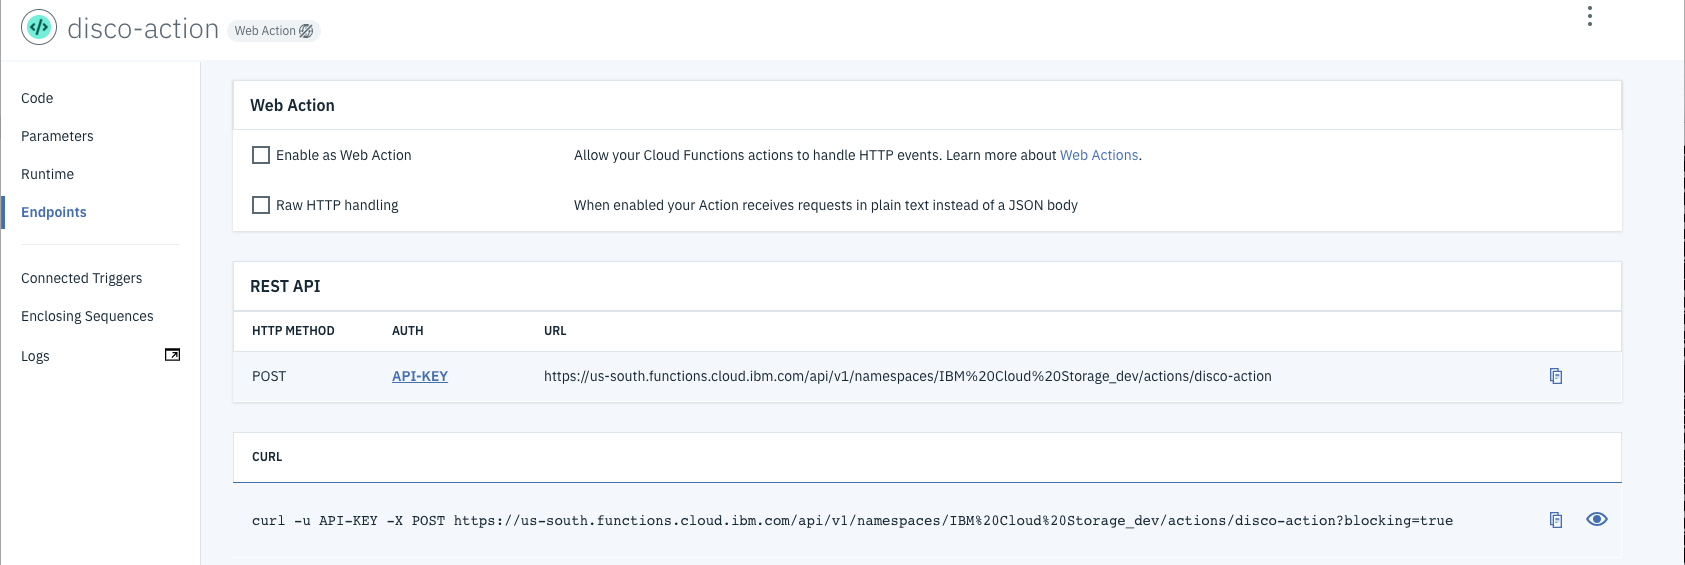 disco-action Web Action
Code
Parameters
Runtime
Endpoints
Connected Triggers
Enclosing Sequences
Logs
Web Action
Enable as Web Action Allow your Cloud Functions actions to handle HTTP events. Learn more about Web Actions.
Raw HTTP handling When enabled your Action receives requests in plain text instead of a JSON body
REST API
HTTP METHOD AUTH URL
POST API-KEY https://us-south.functions.cloud.ibm.com/api/v1/namespaces/IBM%20Cloud%20Storage_dev/actions/disco-action
CURL
curl -u API-KEY -X POST https://us-south.functions.cloud.ibm.com/api/v1/namespaces/IBM%20Cloud%20Storage_dev/actions/disco-action?blocking=true